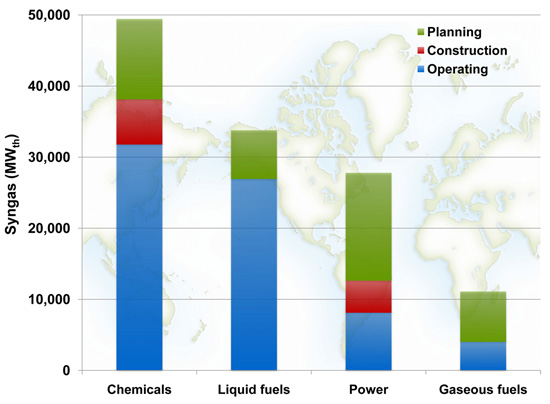 50,000
40,000
30,000
20,000
10,000
0
Syngas (MWth)
Planning
Construction
Operating
Chemicals
Liquid fuels
Power
Gaseous fuels